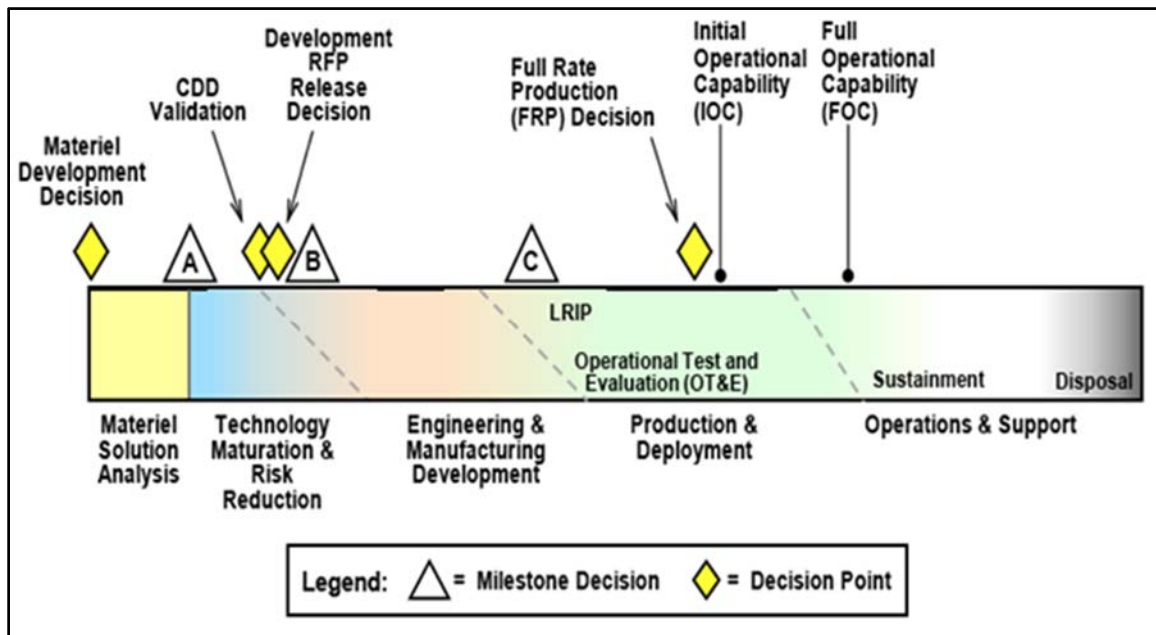 Materiel
Development
Decision
CDD
Validation
Development
RFP
Release
Decision
Full Rate
Production
(FRP) Decision
Initial
Operational
Capability
(IOC)
Full
Operational
Capability
(FOC)
A
B
C
LRIP
Operational Test and
Evaluation (OT&E)
Sustainment
Disposal
Materiel
Solution
Analysis
Technology
Maturation &
Risk
Reduction
Engineering &
Manufacturing
Development
Production &
Deployment
Operations & Support
Legend: = Milestone Decision = Decision Point